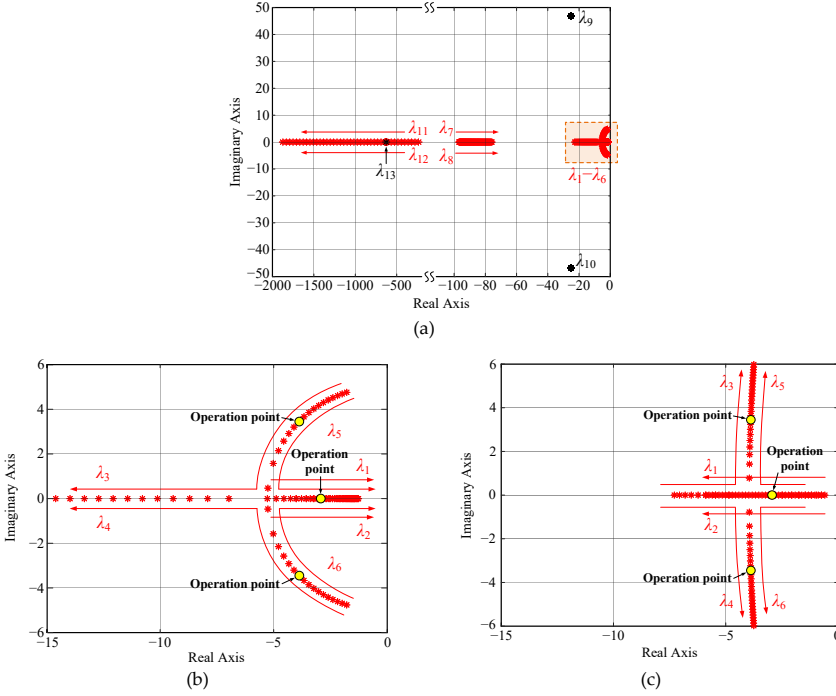 50
40
30
20
10
0
−10
−20
−30
−40
−50
Imaginary Axis
λ9
λ11
λ7
λ12
λ8
λ13
λ1−λ6
λ10
−2000
−1500
−1000
−500
−100
−80
−60
−40
−20
0
Real Axis
(a)
6
4
2
0
−2
−4
−6
Imaginary Axis
Operation point
λ5
Operation
point
λ1
λ3
λ4
λ2
λ6
Operation point
−15
−10
−5
0
Real Axis
(b)
6
4
2
0
−2
−4
−6
Imaginary Axis
λ3
λ5
Operation point
Operation
point
λ1
λ2
Operation point
λ4
λ6
−15
−10
−5
0
Real Axis
(c)